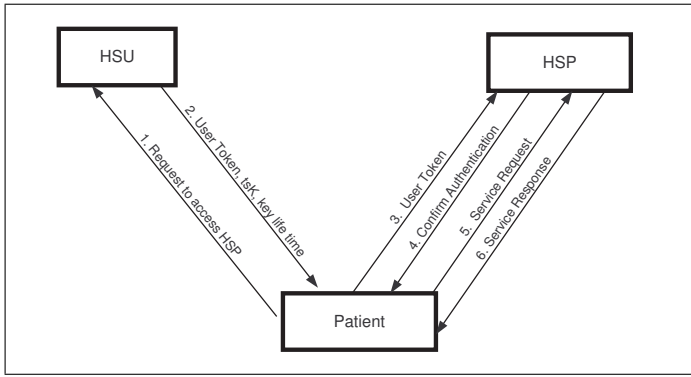 HSU
HSP
1. Request to access HSP
2. User Token, tsK, key life time
3. User Token
4. Confirm Authentication
5. Service Request
6. Service Response
Patient